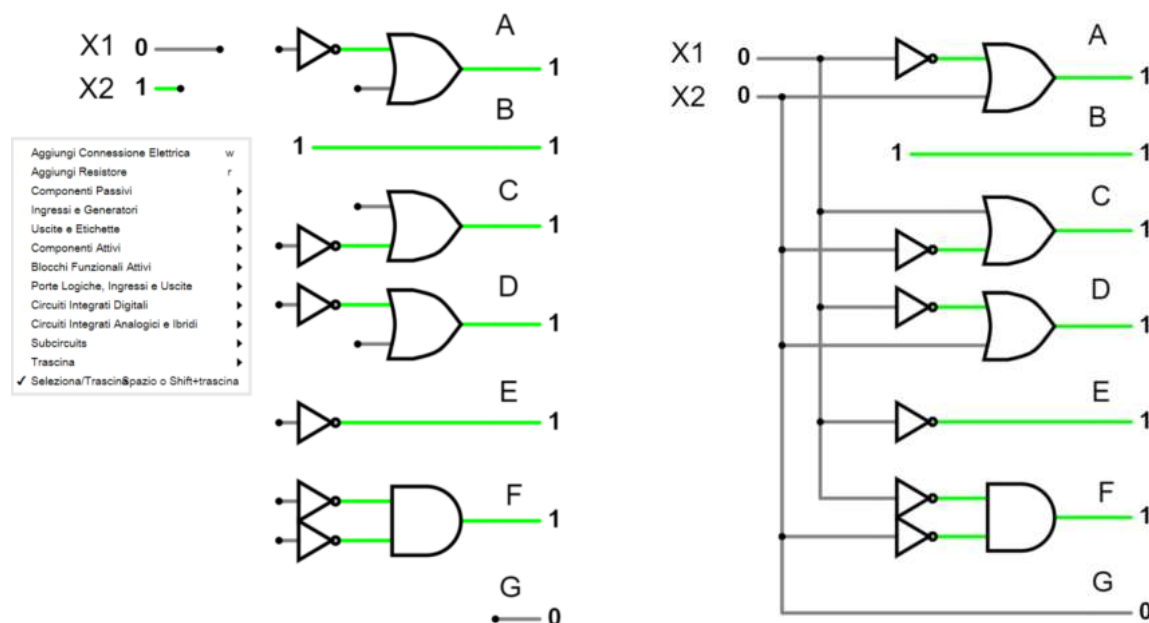 X1 0
X2 1
A
1
B
1 1
C
1
D
1
E
1
F
1
G
0
Aggiungi Connessione Elettrica w
Aggiungi Resistore r
Componenti Passivi
Ingressi e Generatori
Uscite e Etichette
Componenti Attivi
Blocchi Funzionali Attivi
Porte Logiche, Ingressi e Uscite
Circuiti Integrati Digitali
Circuiti Integrati Analogici e Ibridi
Subcircuits
Trascina
Seleziona/Trascina Spazio o Shift+trascina
X1 0
X2 0
A
1
B
1 1
C
1
D
1
E
1
F
1
G
0